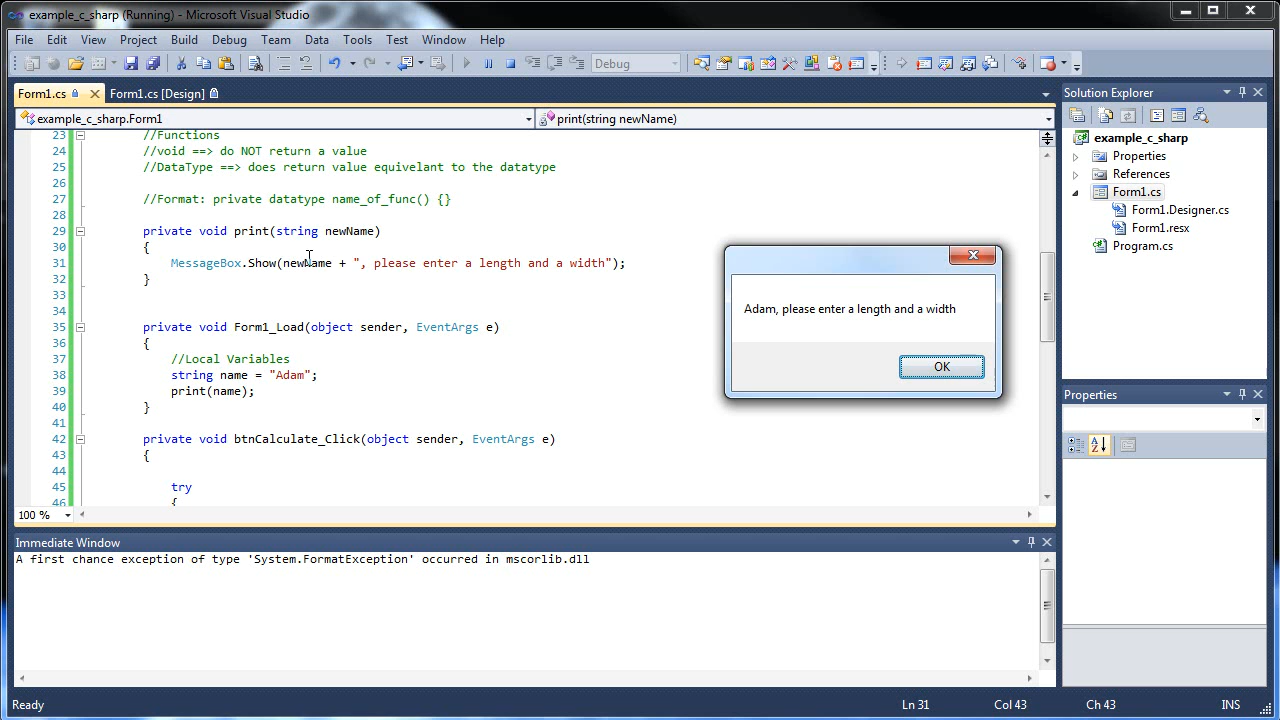 example_c_sharp (Running) - Microsoft Visual Studio
File Edit View Project Build Debug Team Data Tools Test Window Help
Debug
Form1.cs Form1.cs [Design]
example_c_sharp.Form1 print(string newName)
23 //Functions
24 //void ==> do NOT return a value
25 //DataType ==> does return value equivelant to the datatype
26
27 //Format: private datatype name_of_func() {}
28
29 private void print(string newName)
30 {
31 MessageBox.Show + ", please enter a length and a width");
32 }
33
34
35 private void Form1_Load(object sender, EventArgs e)
36 {
37 //Local Variables
38 string name = "Adam";
39 print(name);
40 }
41
42 private void btnCalculate_Click(object sender, EventArgs e)
43 {
44
45 try
46 {
100 %
Adam, please enter a length and a width
OK
Solution Explorer
example_c_sharp
Properties
References
Form1.cs
Form1.Designer.cs
Form1.resx
Program.cs
Properties
Immediate Window
A first chance exception of type 'System.FormatException' occurred in mscorlib.dll
Ready Ln 31 Col 43 Ch 43 INS